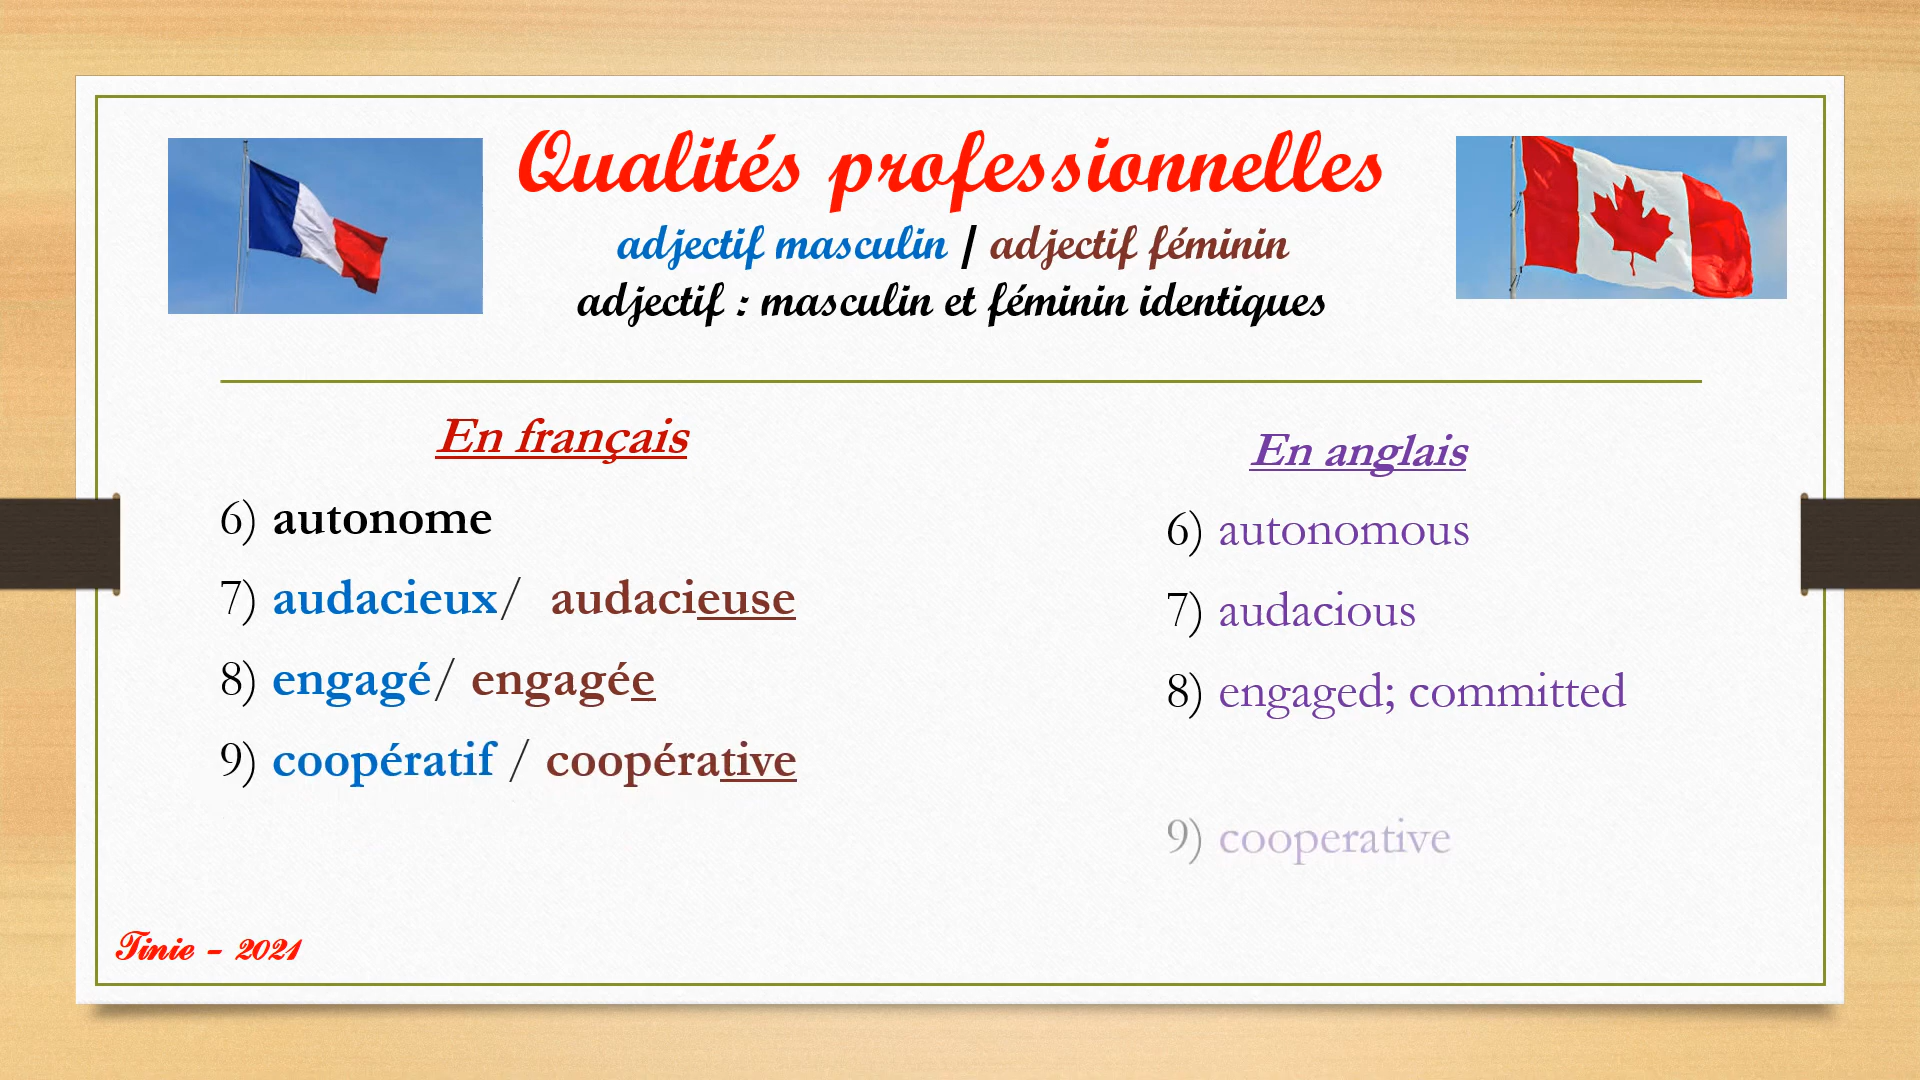 Qualités professionnelles
adjectif masculin / adjectif féminin
adjectif : masculin et féminin identiques
En français
6) autonome
7) audacieux/ audacieuse
8) engagé/ engagée
9) coopératif / coopérative
En anglais
6) autonomous
7) audacious
8) engaged; committed
9) cooperative
Tinie - 2021